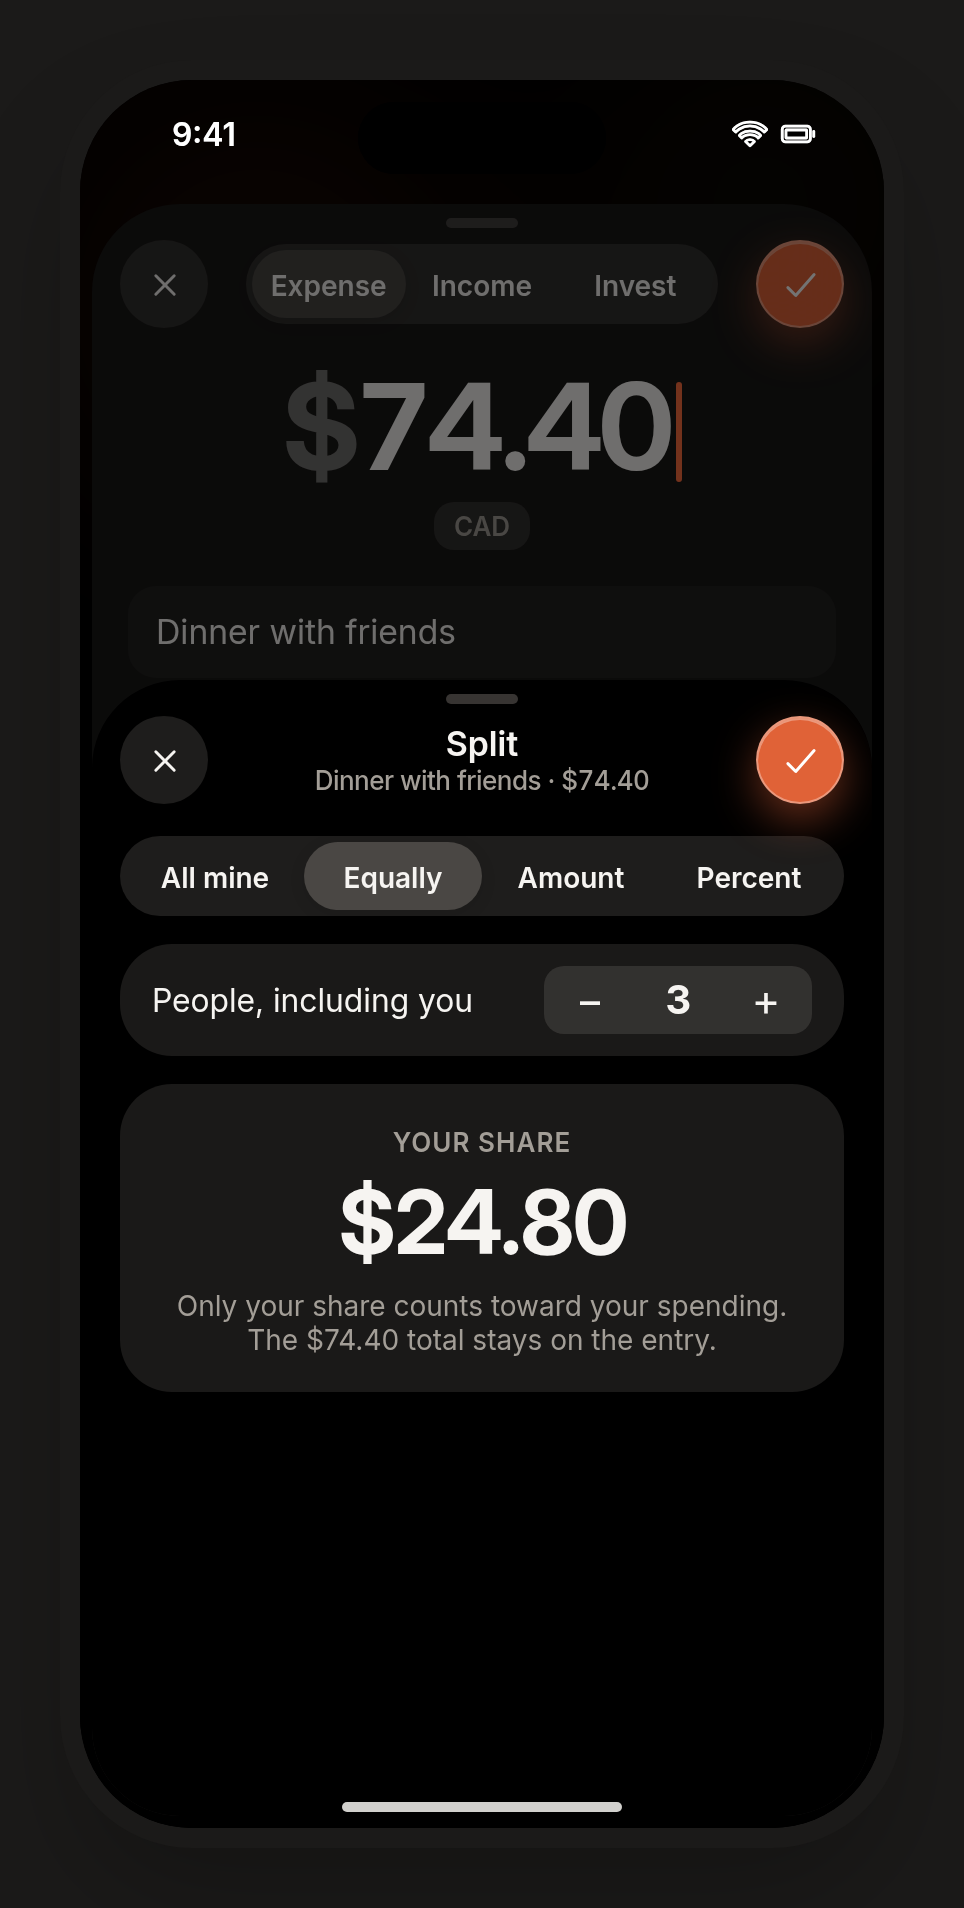 9:41
Expense Income Invest
$74.40
CAD
Dinner with friends
Split
Dinner with friends · $74.40
All mine Equally Amount Percent
People, including you − 3 +
YOUR SHARE
$24.80
Only your share counts toward your spending.
The $74.40 total stays on the entry.